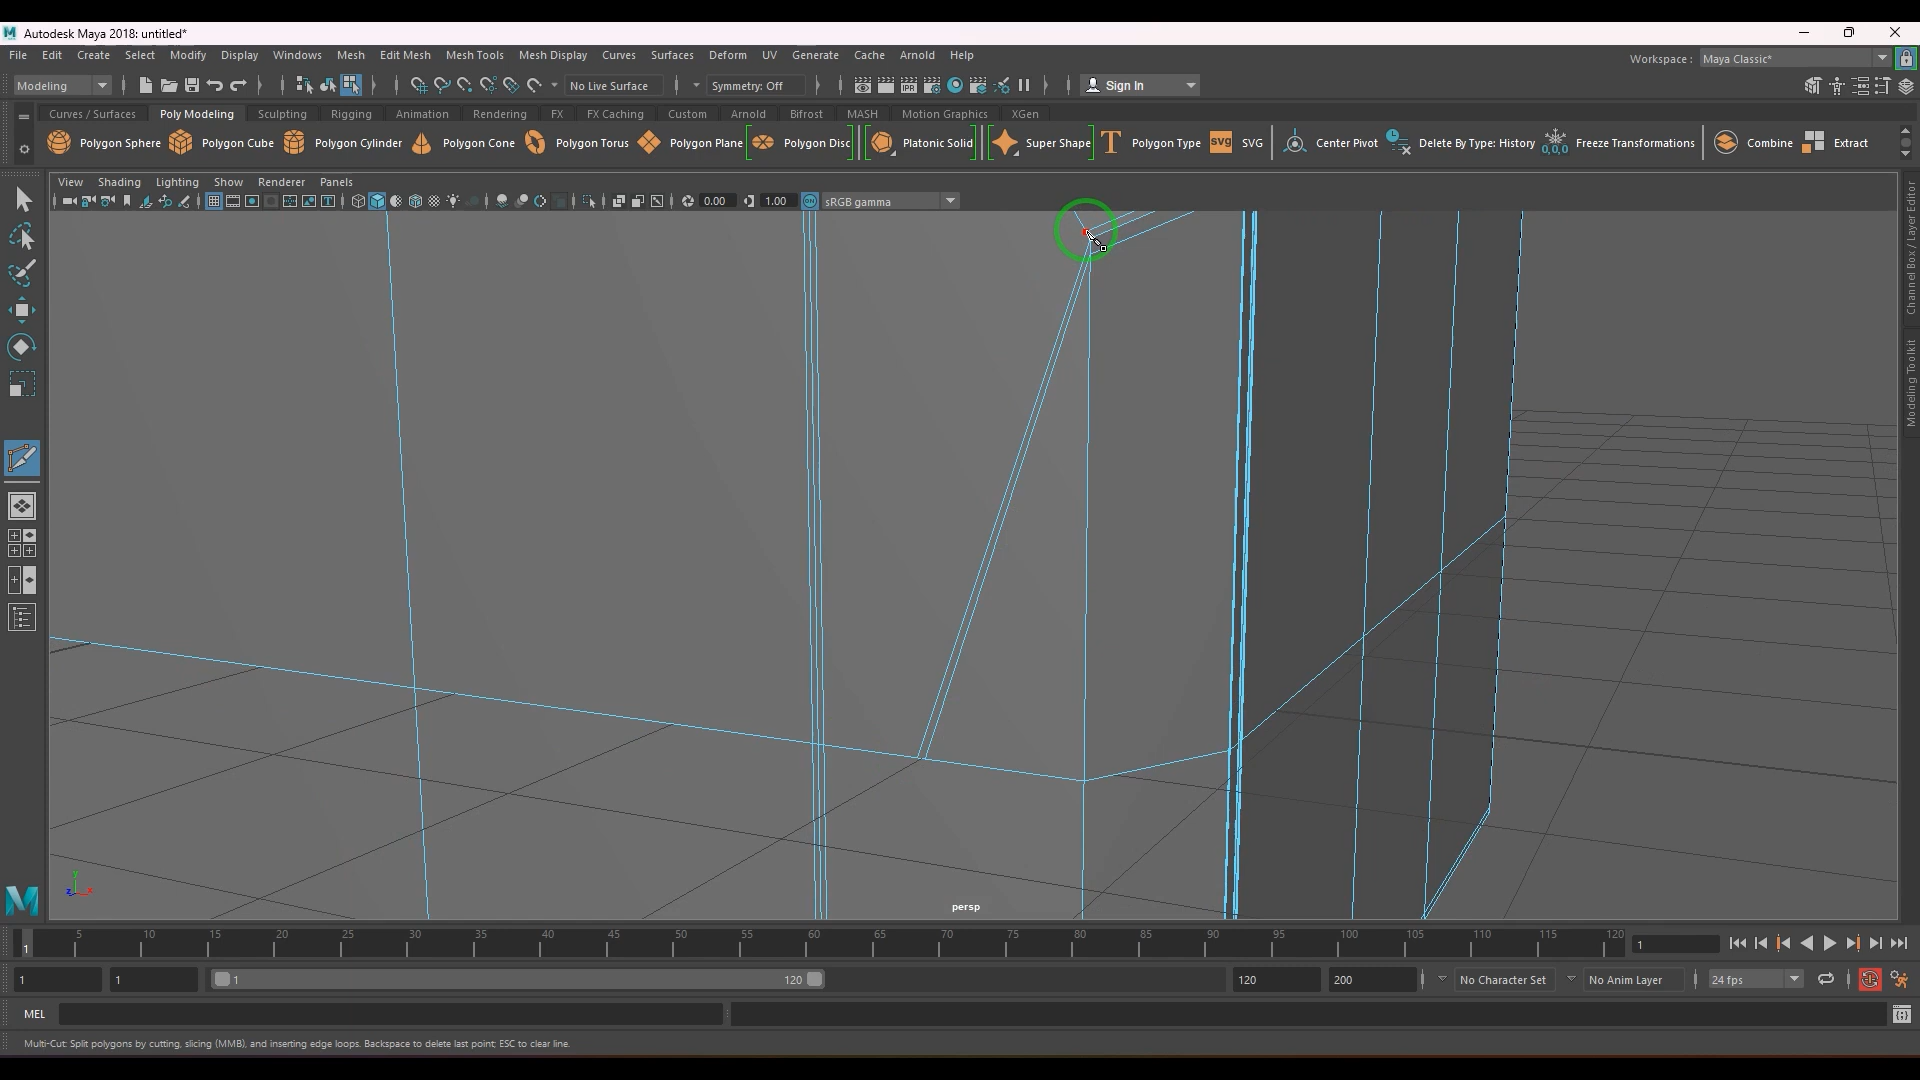 Autodesk Maya 2018: untitled*
File Edit Create Select Modify Display Windows Mesh Edit Mesh Mesh Tools Mesh Display Curves Surfaces Deform UV Generate Cache Arnold Help
Workspace : Maya Classic*
Modeling No Live Surface Symmetry: Off IPR Sign In
Curves / Surfaces Poly Modeling Sculpting Rigging Animation Rendering FX FX Caching Custom Arnold Bifrost MASH Motion Graphics XGen
Polygon Sphere Polygon Cube Polygon Cylinder Polygon Cone Polygon Torus Polygon Plane Polygon Disc Platonic Solid Super Shape Polygon Type SVG SVG Center Pivot Delete By Type: History 0,0,0 Freeze Transformations Combine Extract
View Shading Lighting Show Renderer Panels
0.00 1.00 ON sRGB gamma
Channel Box / Layer Editor
Modeling Toolkit
y
z x
persp
5 10 15 20 25 30 35 40 45 50 55 60 65 70 75 80 85 90 95 100 105 110 115 120
1 1
1 1 1 120 120 200 No Character Set No Anim Layer 24 fps
MEL
Multi-Cut: Split polygons by cutting, slicing (MMB), and inserting edge loops. Backspace to delete last point; ESC to clear line.